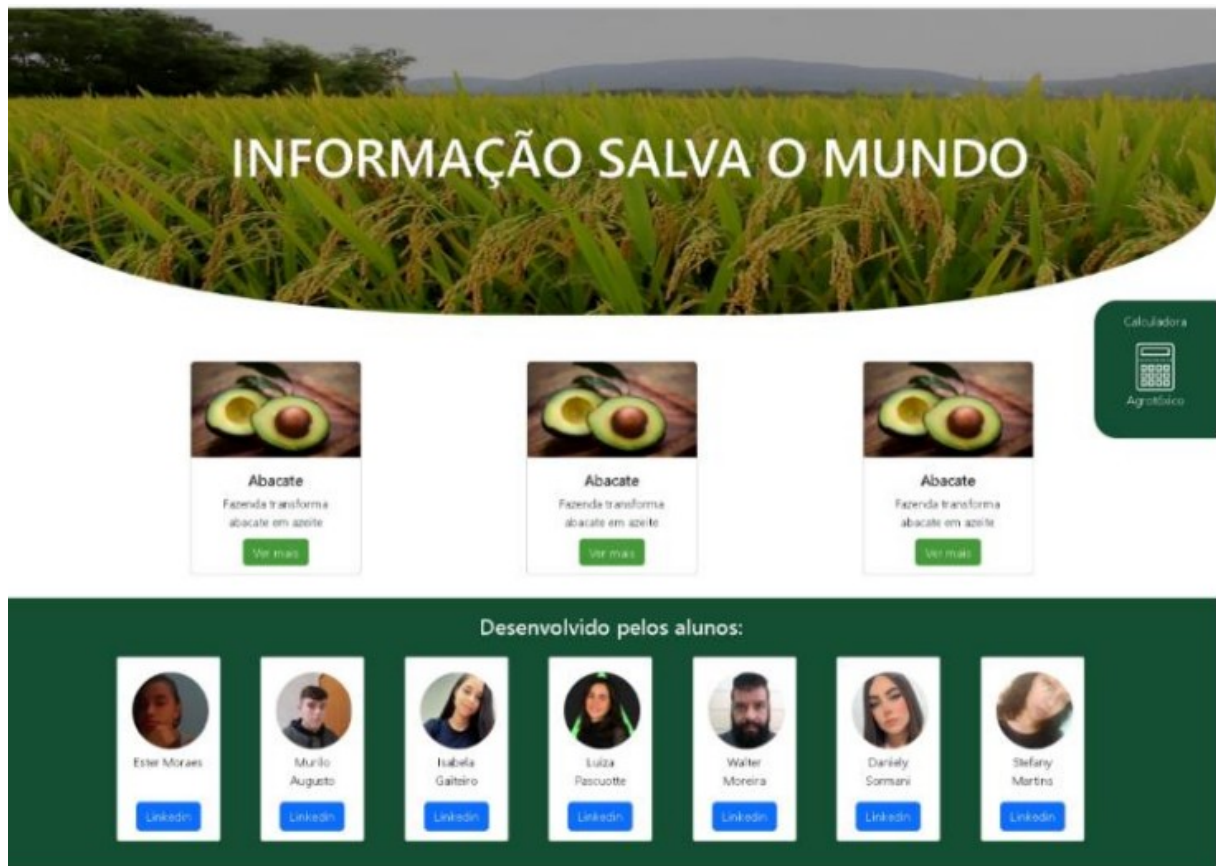 INFORMAÇÃO SALVA O MUNDO
Calculadora
Agrotóxico
Abacate
Fazenda transforma
abacate em azeite
Ver mais
Abacate
Fazenda transforma
abacate em azeite
Ver mais
Abacate
Fazenda transforma
abacate em azeite
Ver mais
Desenvolvido pelos alunos:
Ester Moraes
Linkedin
Murilo
Augusto
Linkedin
Isabela
Gaiteiro
Linkedin
Luiza
Pascuotte
Linkedin
Walter
Moreira
Linkedin
Daniely
Sormani
Linkedin
Stefany
Martins
Linkedin